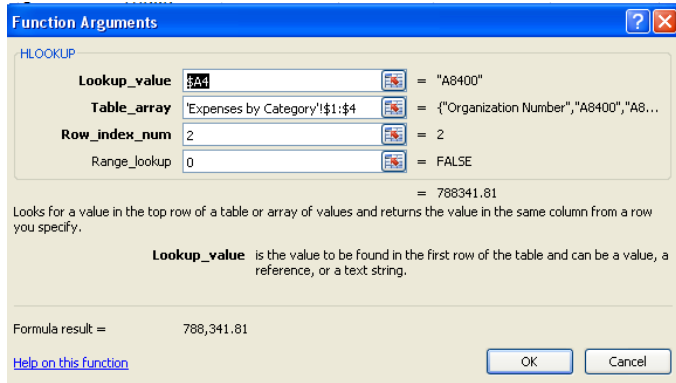 Function Arguments
HLOOKUP
Lookup_value $A4 = "A8400"
Table_array 'Expenses by Category'!$1:$4 = {"Organization Number","A8400","A8...
Row_index_num 2 = 2
Range_lookup 0 = FALSE
= 788341.81
Looks for a value in the top row of a table or array of values and returns the value in the same column from a row
you specify.
Lookup_value is the value to be found in the first row of the table and can be a value, a
reference, or a text string.
Formula result = 788,341.81
Help on this function OK Cancel